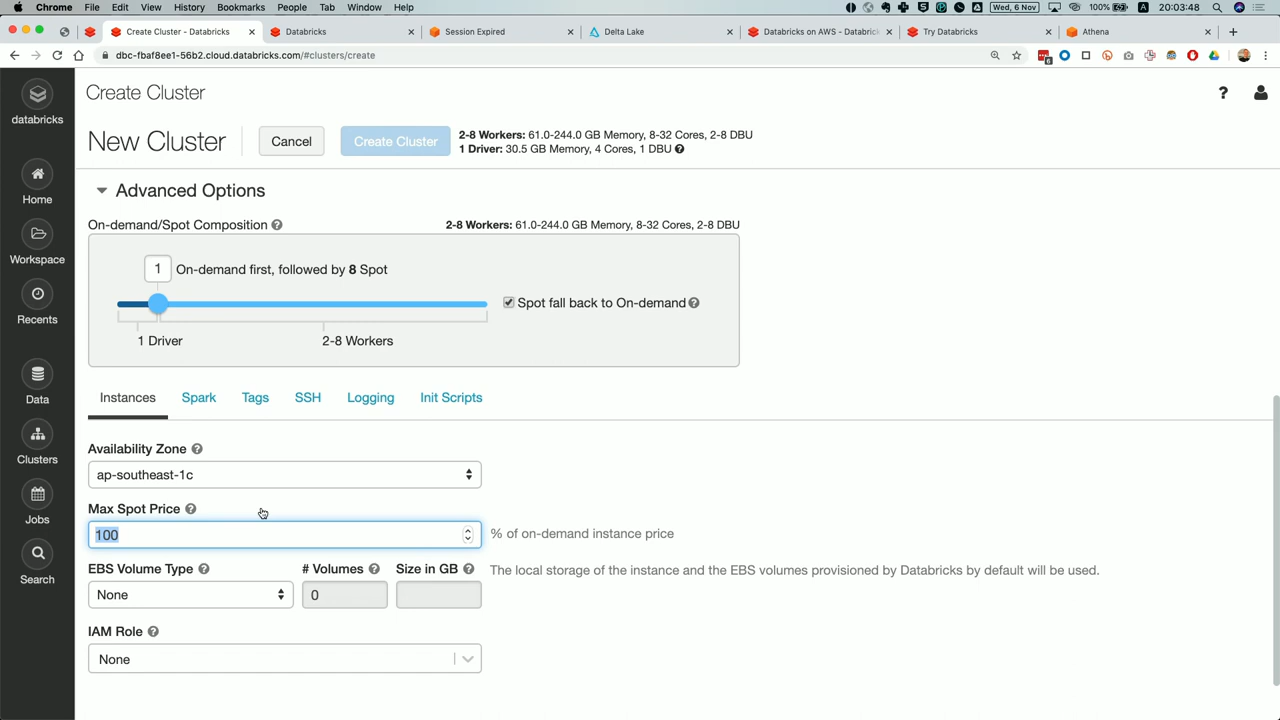 Chrome File Edit View History Bookmarks People Tab Window Help
100% Wed, 6 Nov A 20:03:48
Create Cluster - Databricks
Databricks
Session Expired
Delta Lake
Databricks on AWS - Databrick
Try Databricks
Athena
dbc-fbaf8ee1-56b2.cloud.databricks.com/#clusters/create
databricks
Home
Workspace
Recents
Data
Clusters
Jobs
Search
Create Cluster
?
New Cluster
Cancel
Create Cluster
2-8 Workers: 61.0-244.0 GB Memory, 8-32 Cores, 2-8 DBU
1 Driver: 30.5 GB Memory, 4 Cores, 1 DBU ?
Advanced Options
On-demand/Spot Composition ?
2-8 Workers: 61.0-244.0 GB Memory, 8-32 Cores, 2-8 DBU
1 On-demand first, followed by 8 Spot
Spot fall back to On-demand ?
1 Driver
2-8 Workers
Instances Spark Tags SSH Logging Init Scripts
Availability Zone ?
ap-southeast-1c
Max Spot Price ?
100 % of on-demand instance price
EBS Volume Type ? # Volumes ? Size in GB ? The local storage of the instance and the EBS volumes provisioned by Databricks by default will be used.
None 0
IAM Role ?
None